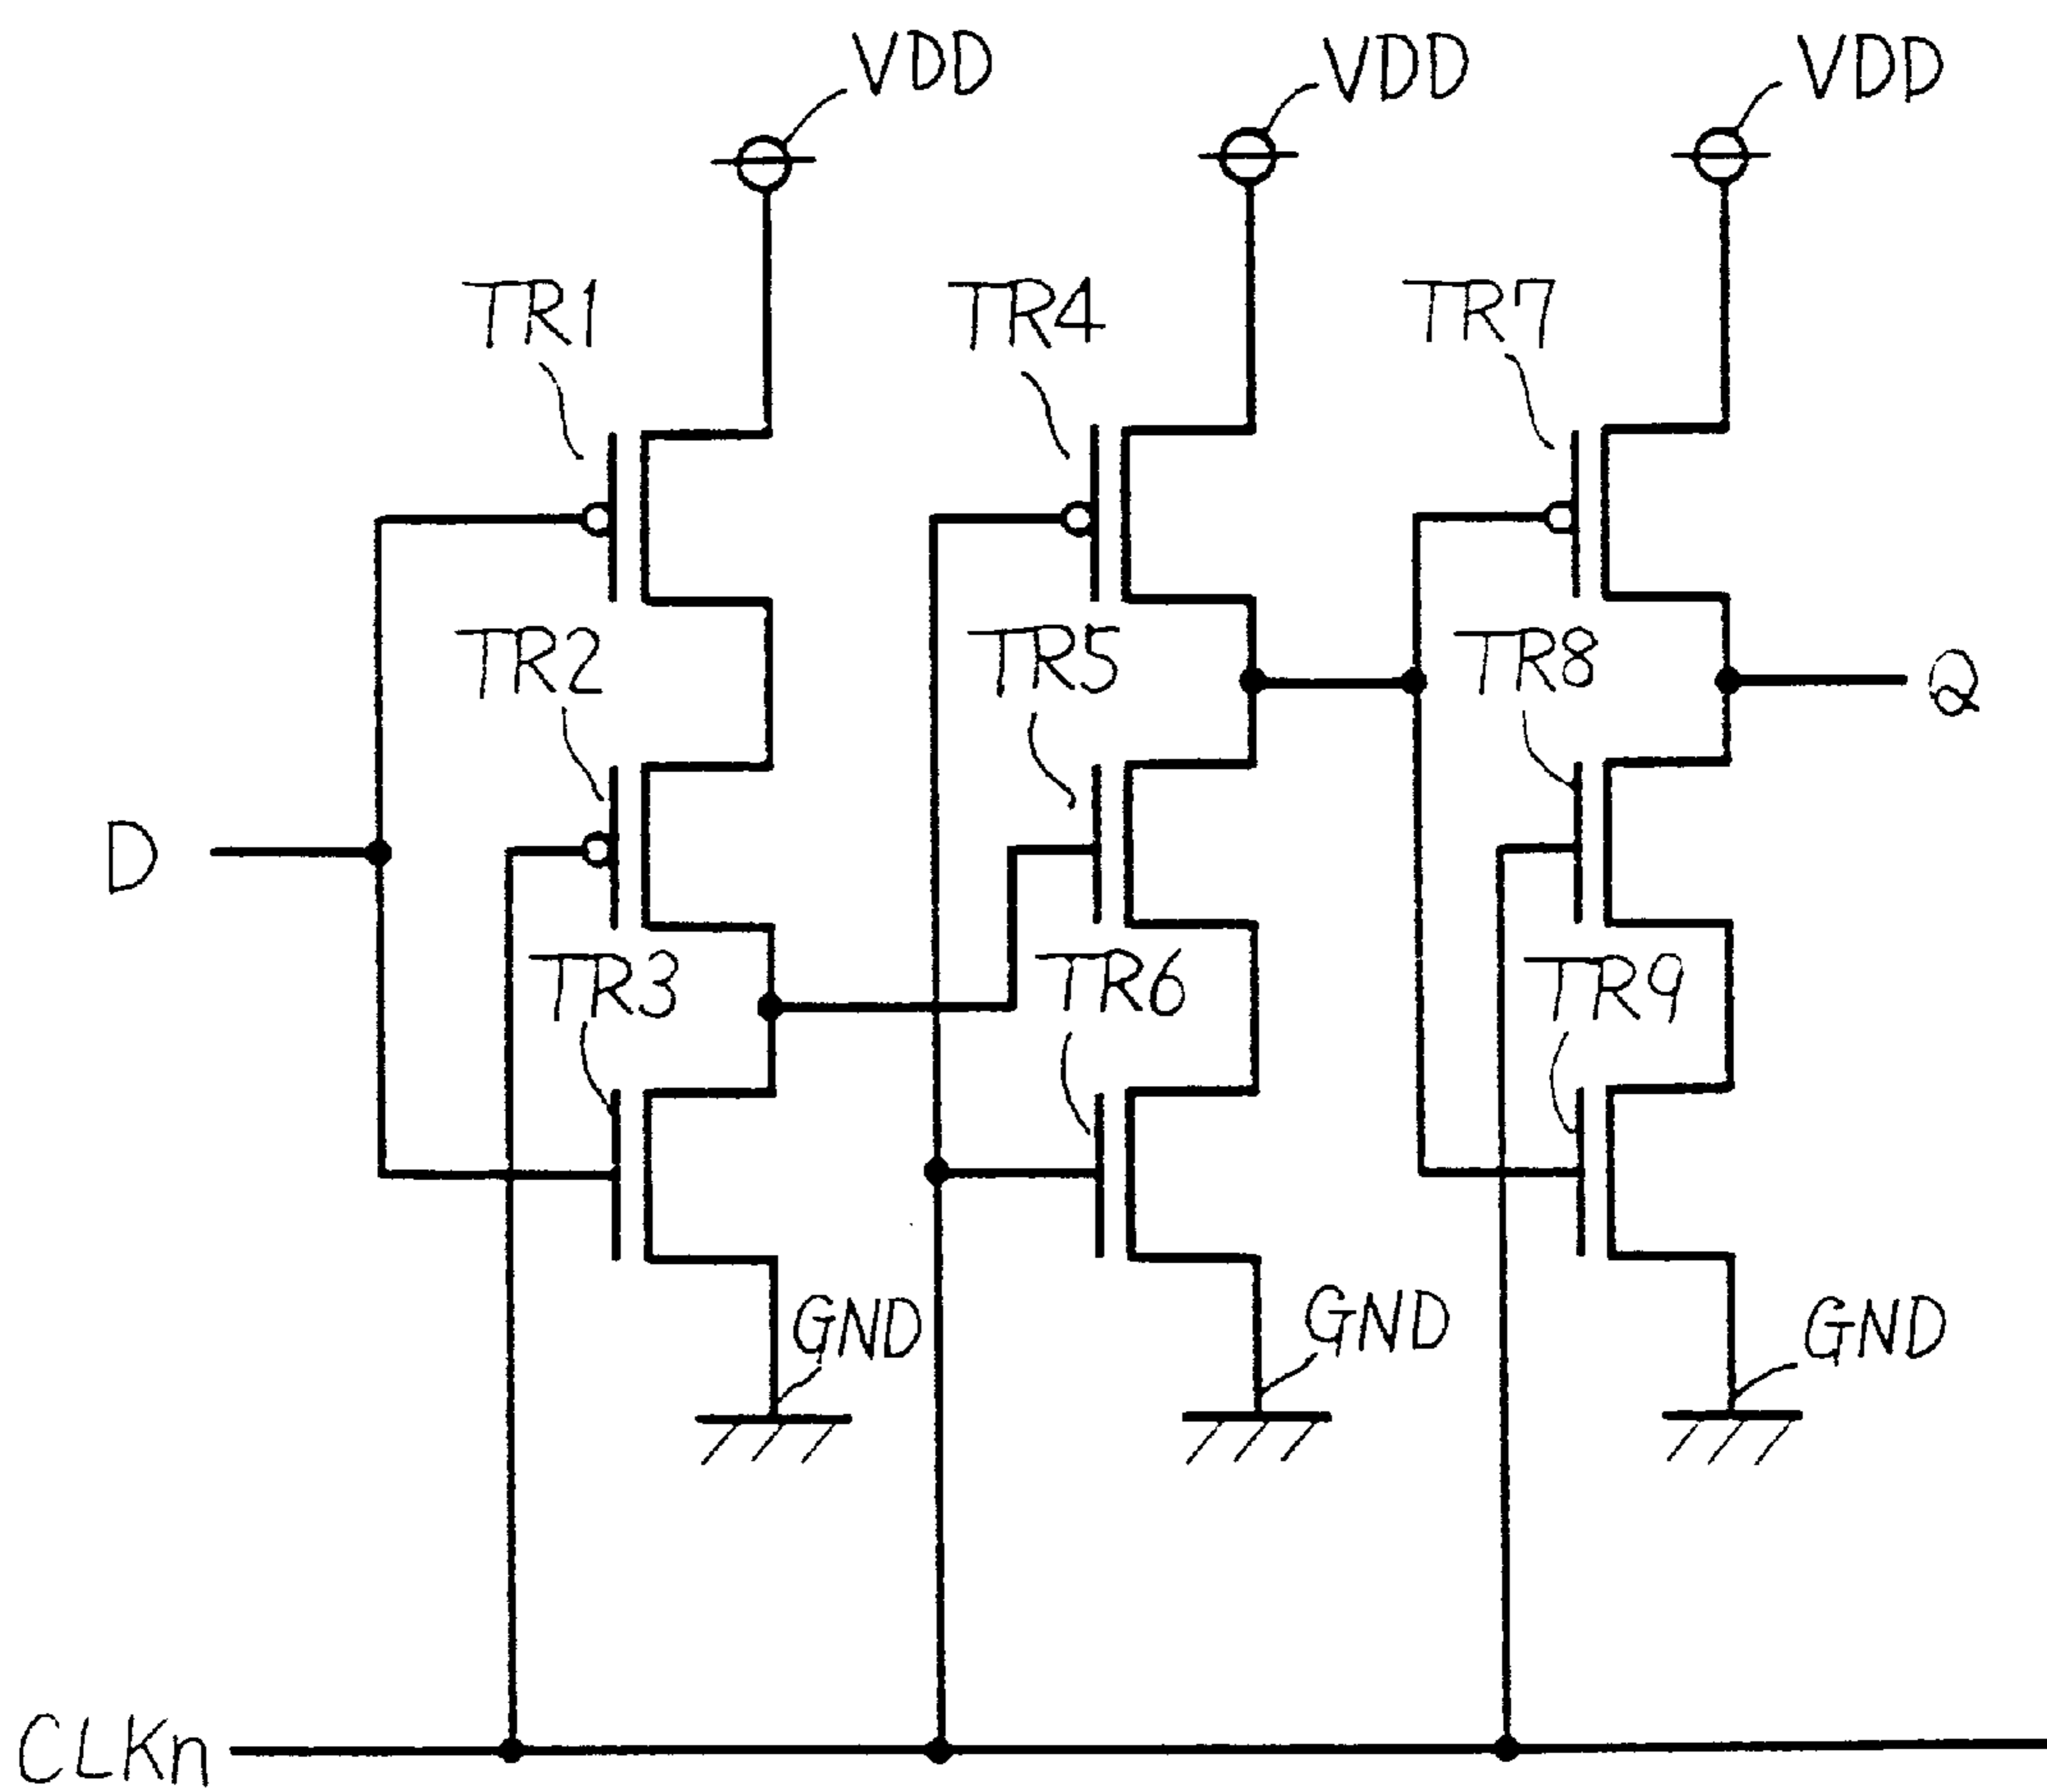 VDD
VDD
VDD
TR1
TR4
TR7
TR2
TR5
TR8
Q
D
TR3
TR6
TR9
GND
GND
GND
CLKn